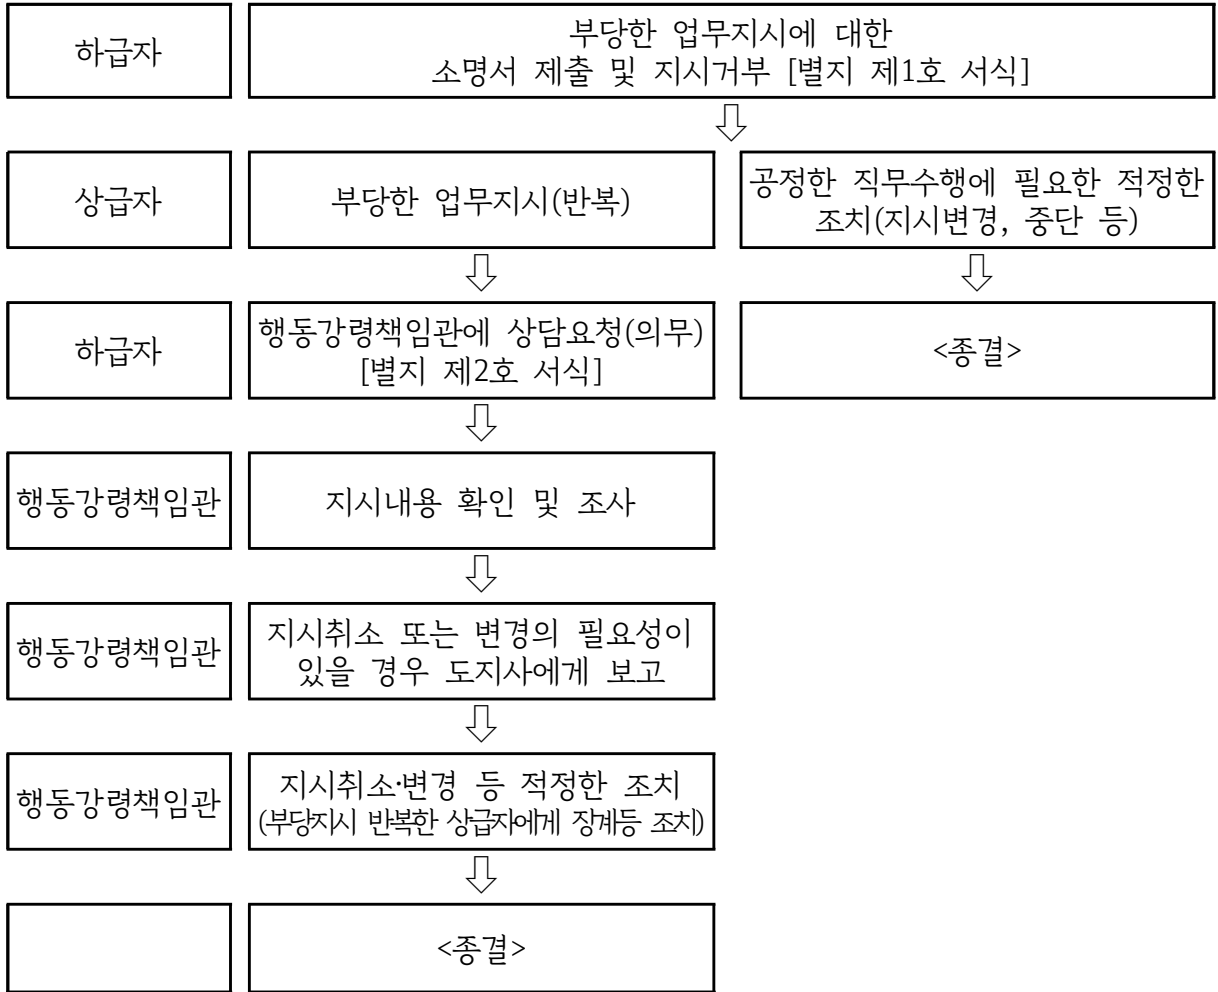 하급자
부당한 업무지시에 대한
소명서 제출 및 지시거부 [별지 제1호 서식]
상급자
부당한 업무지시(반복)
공정한 직무수행에 필요한 적정한
조치(지시변경, 중단 등)
하급자
행동강령책임관에 상담요청(의무)
[별지 제2호 서식]
<종결>
행동강령책임관
지시내용 확인 및 조사
행동강령책임관
지시취소 또는 변경의 필요성이
있을 경우 도지사에게 보고
행동강령책임관
지시취소·변경 등 적정한 조치
(부당지시 반복한 상급자에게 장계등 조치)
<종결>